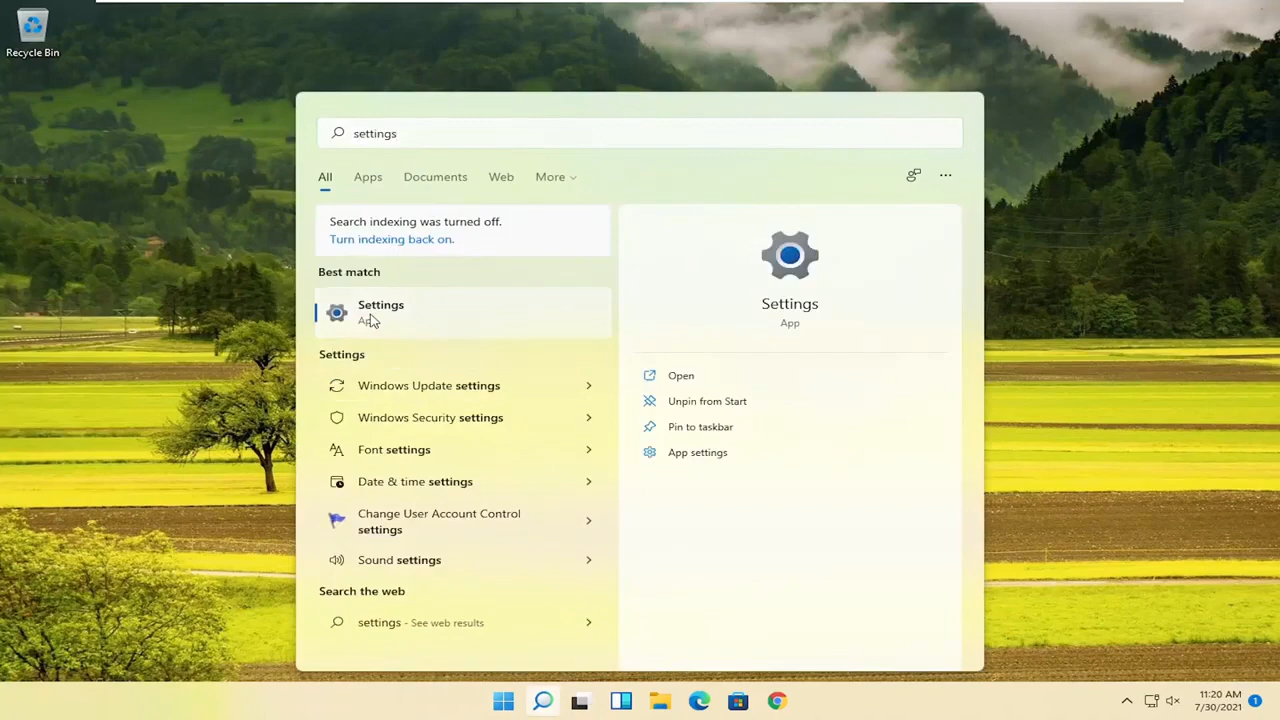 Recycle Bin
settings
All Apps Documents Web More
Search indexing was turned off.
Turn indexing back on.
Best match
Settings
App
Settings
Windows Update settings
Windows Security settings
Font settings
Date & time settings
Change User Account Control
settings
Sound settings
Search the web
settings - See web results
Settings
App
Open
Unpin from Start
Pin to taskbar
App settings
11:20 AM
7/30/2021
1